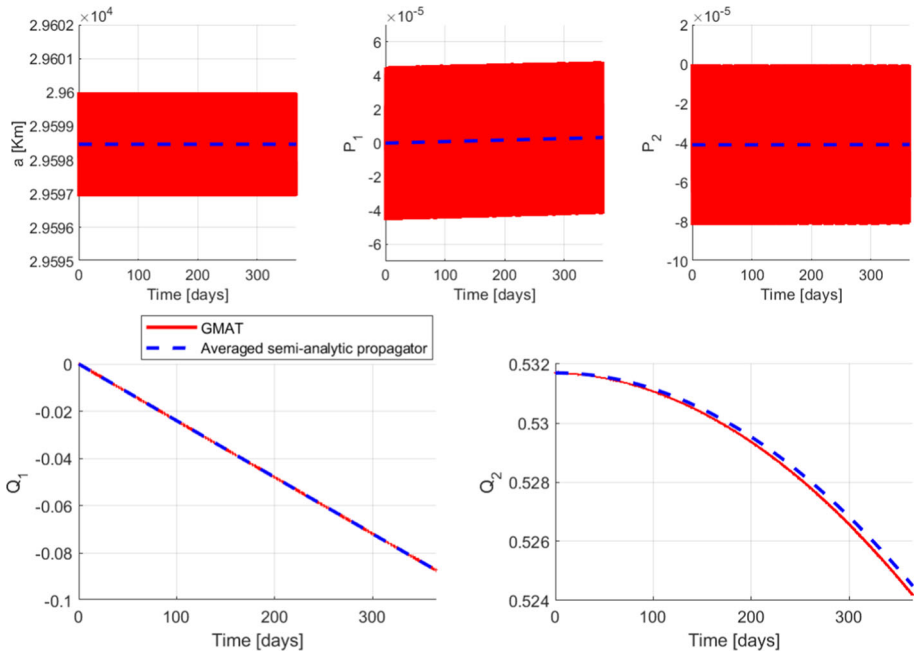 ×10⁴
2.9602
2.9601
2.96
2.9599
2.9598
2.9597
2.9596
2.9595
a [Km]
0 100 200 300
Time [days]
×10⁻⁵
6
4
2
0
-2
-4
-6
P₁
0 100 200 300
Time [days]
×10⁻⁵
2
0
-2
-4
-6
-8
-10
P₂
0 100 200 300
Time [days]
GMAT
Averaged semi-analytic propagator
0
-0.02
-0.04
-0.06
-0.08
-0.1
Q₁
0 100 200 300
Time [days]
0.532
0.53
0.528
0.526
0.524
Q₂
0 100 200 300
Time [days]